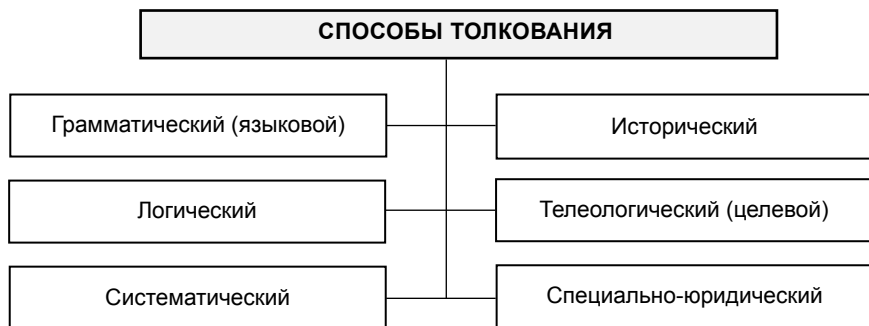 СПОСОБЫ ТОЛКОВАНИЯ
Грамматический (языковой)
Исторический
Логический
Телеологический (целевой)
Систематический
Специально-юридический